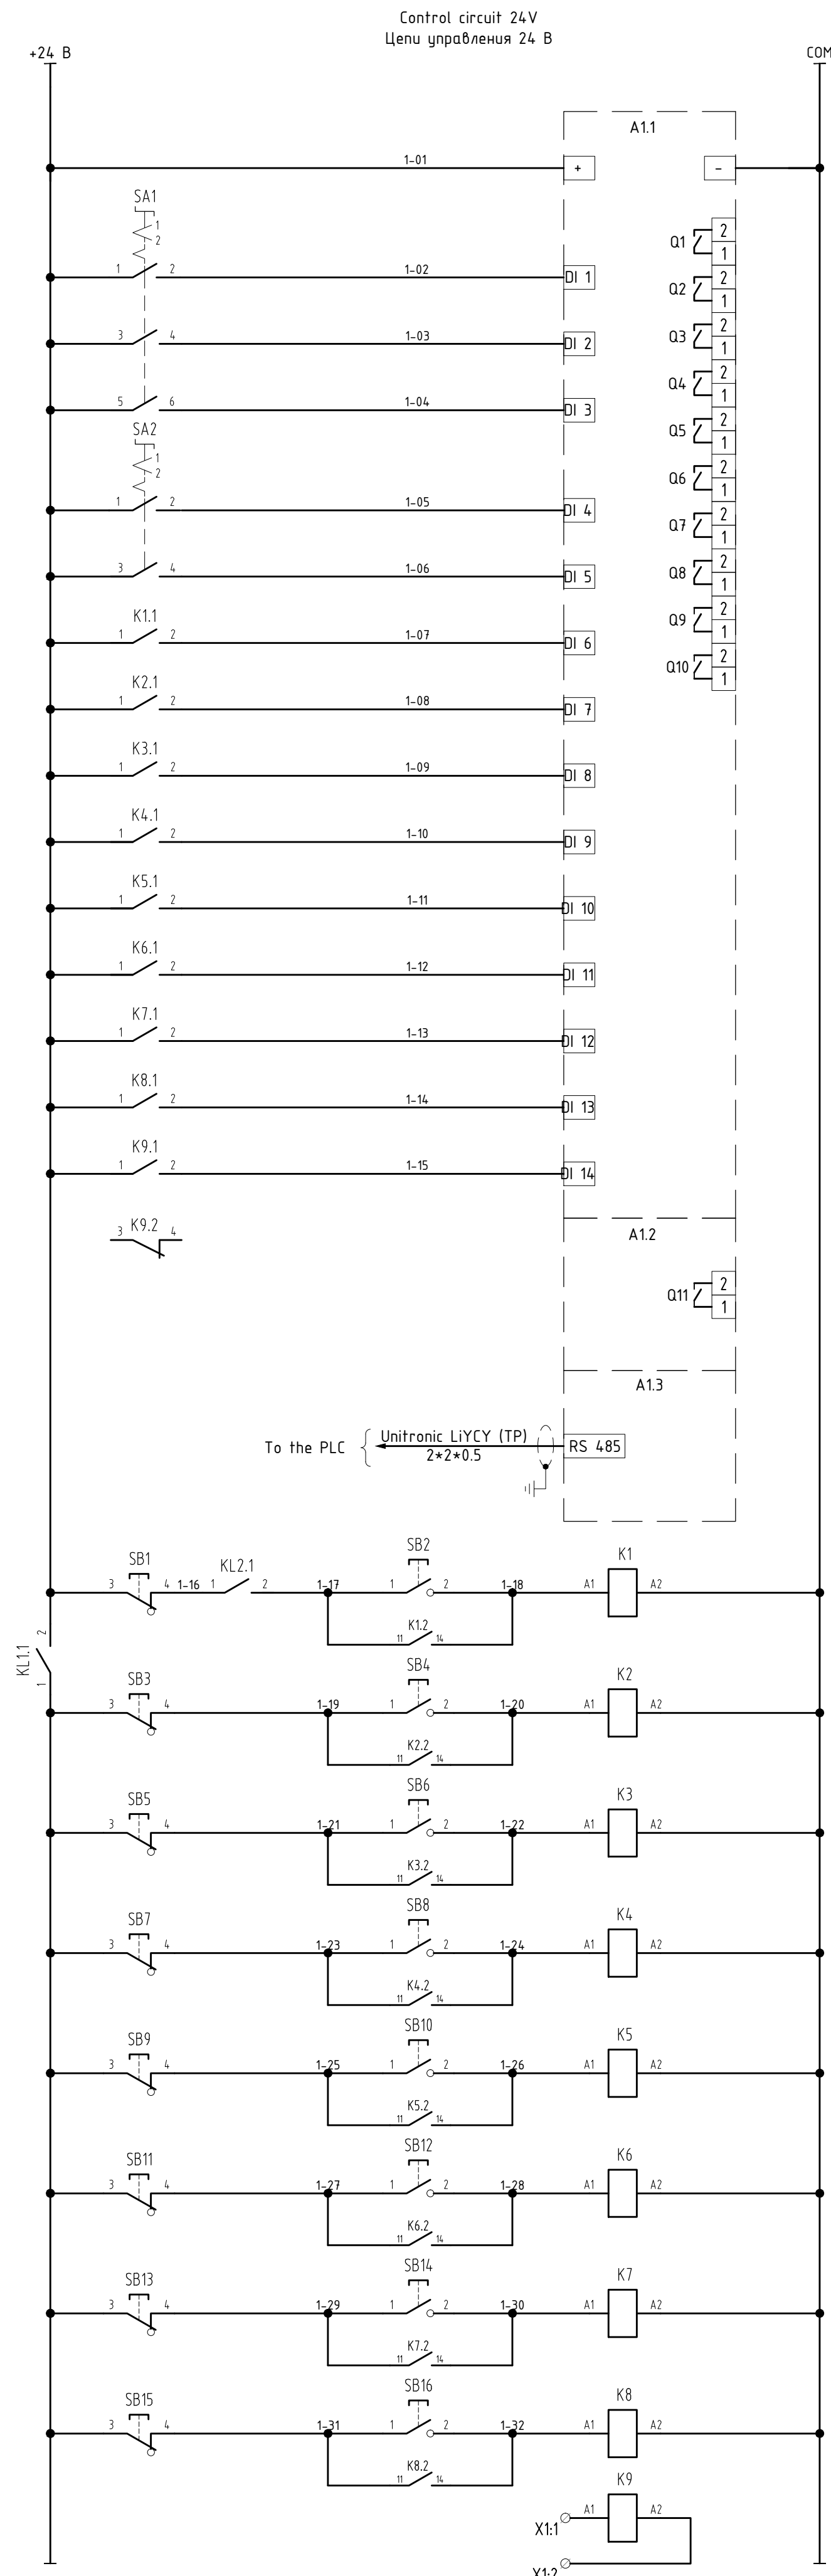 Control circuit 24V
Цепи управления 24 В
+24 В
COM
A1.1
1-01
+
-
SA1
1
2
1
2
1-02
DI 1
3
4
1-03
DI 2
5
6
1-04
DI 3
SA2
1
2
1
2
1-05
DI 4
3
4
1-06
DI 5
K1.1
1
2
1-07
DI 6
K2.1
1
2
1-08
DI 7
K3.1
1
2
1-09
DI 8
K4.1
1
2
1-10
DI 9
K5.1
1
2
1-11
DI 10
K6.1
1
2
1-12
DI 11
K7.1
1
2
1-13
DI 12
K8.1
1
2
1-14
DI 13
K9.1
1
2
1-15
DI 14
Q1
2
1
Q2
2
1
Q3
2
1
Q4
2
1
Q5
2
1
Q6
2
1
Q7
2
1
Q8
2
1
Q9
2
1
Q10
2
1
3
K9.2
4
A1.2
Q11
2
1
A1.3
To the PLC
Unitronic LiYCY (TP)
2*2*0.5
RS 485
SB1
3
4
1-16
KL2.1
1
2
1-17
SB2
1
2
1-18
K1
A1
A2
K1.2
11
14
KL1.1
2
1
SB3
3
4
1-19
SB4
1
2
1-20
K2
A1
A2
K2.2
11
14
SB5
3
4
1-21
SB6
1
2
1-22
K3
A1
A2
K3.2
11
14
SB7
3
4
1-23
SB8
1
2
1-24
K4
A1
A2
K4.2
11
14
SB9
3
4
1-25
SB10
1
2
1-26
K5
A1
A2
K5.2
11
14
SB11
3
4
1-27
SB12
1
2
1-28
K6
A1
A2
K6.2
11
14
SB13
3
4
1-29
SB14
1
2
1-30
K7
A1
A2
K7.2
11
14
SB15
3
4
1-31
SB16
1
2
1-32
K8
A1
A2
K8.2
11
14
K9
X1:1
A1
A2
X1:2